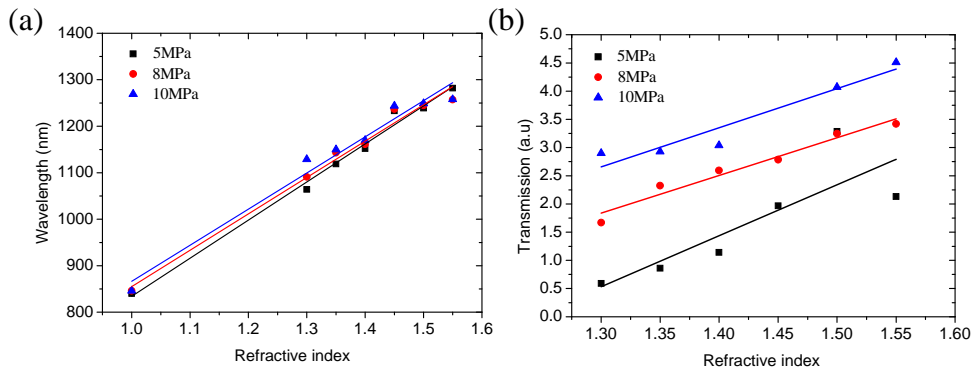 (a)
1400
1300
1200
1100
1000
900
800
Wavelength (nm)
5MPa
8MPa
10MPa
1.0 1.1 1.2 1.3 1.4 1.5 1.6
Refractive index
(b)
5.0
4.5
4.0
3.5
3.0
2.5
2.0
1.5
1.0
0.5
0.0
Transmission (a.u)
5MPa
8MPa
10MPa
1.30 1.35 1.40 1.45 1.50 1.55 1.60
Refractive index